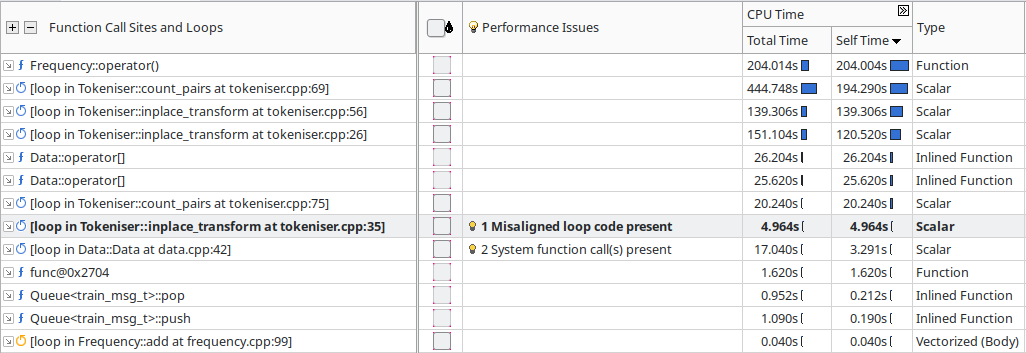 Function Call Sites and Loops Performance Issues CPU Time Type
Total Time Self Time
Frequency::operator() 204.014s 204.004s Function
[loop in Tokeniser::count_pairs at tokeniser.cpp:69] 444.748s 194.290s Scalar
[loop in Tokeniser::inplace_transform at tokeniser.cpp:56] 139.306s 139.306s Scalar
[loop in Tokeniser::inplace_transform at tokeniser.cpp:26] 151.104s 120.520s Scalar
Data::operator[] 26.204s 26.204s Inlined Function
Data::operator[] 25.620s 25.620s Inlined Function
[loop in Tokeniser::count_pairs at tokeniser.cpp:75] 20.240s 20.240s Scalar
[loop in Tokeniser::inplace_transform at tokeniser.cpp:35] 1 Misaligned loop code present 4.964s 4.964s Scalar
[loop in Data::Data at data.cpp:42] 2 System function call(s) present 17.040s 3.291s Scalar
func@0x2704 1.620s 1.620s Function
Queue<train_msg_t>::pop 0.952s 0.212s Inlined Function
Queue<train_msg_t>::push 1.090s 0.190s Inlined Function
[loop in Frequency::add at frequency.cpp:99] 0.040s 0.040s Vectorized (Body)